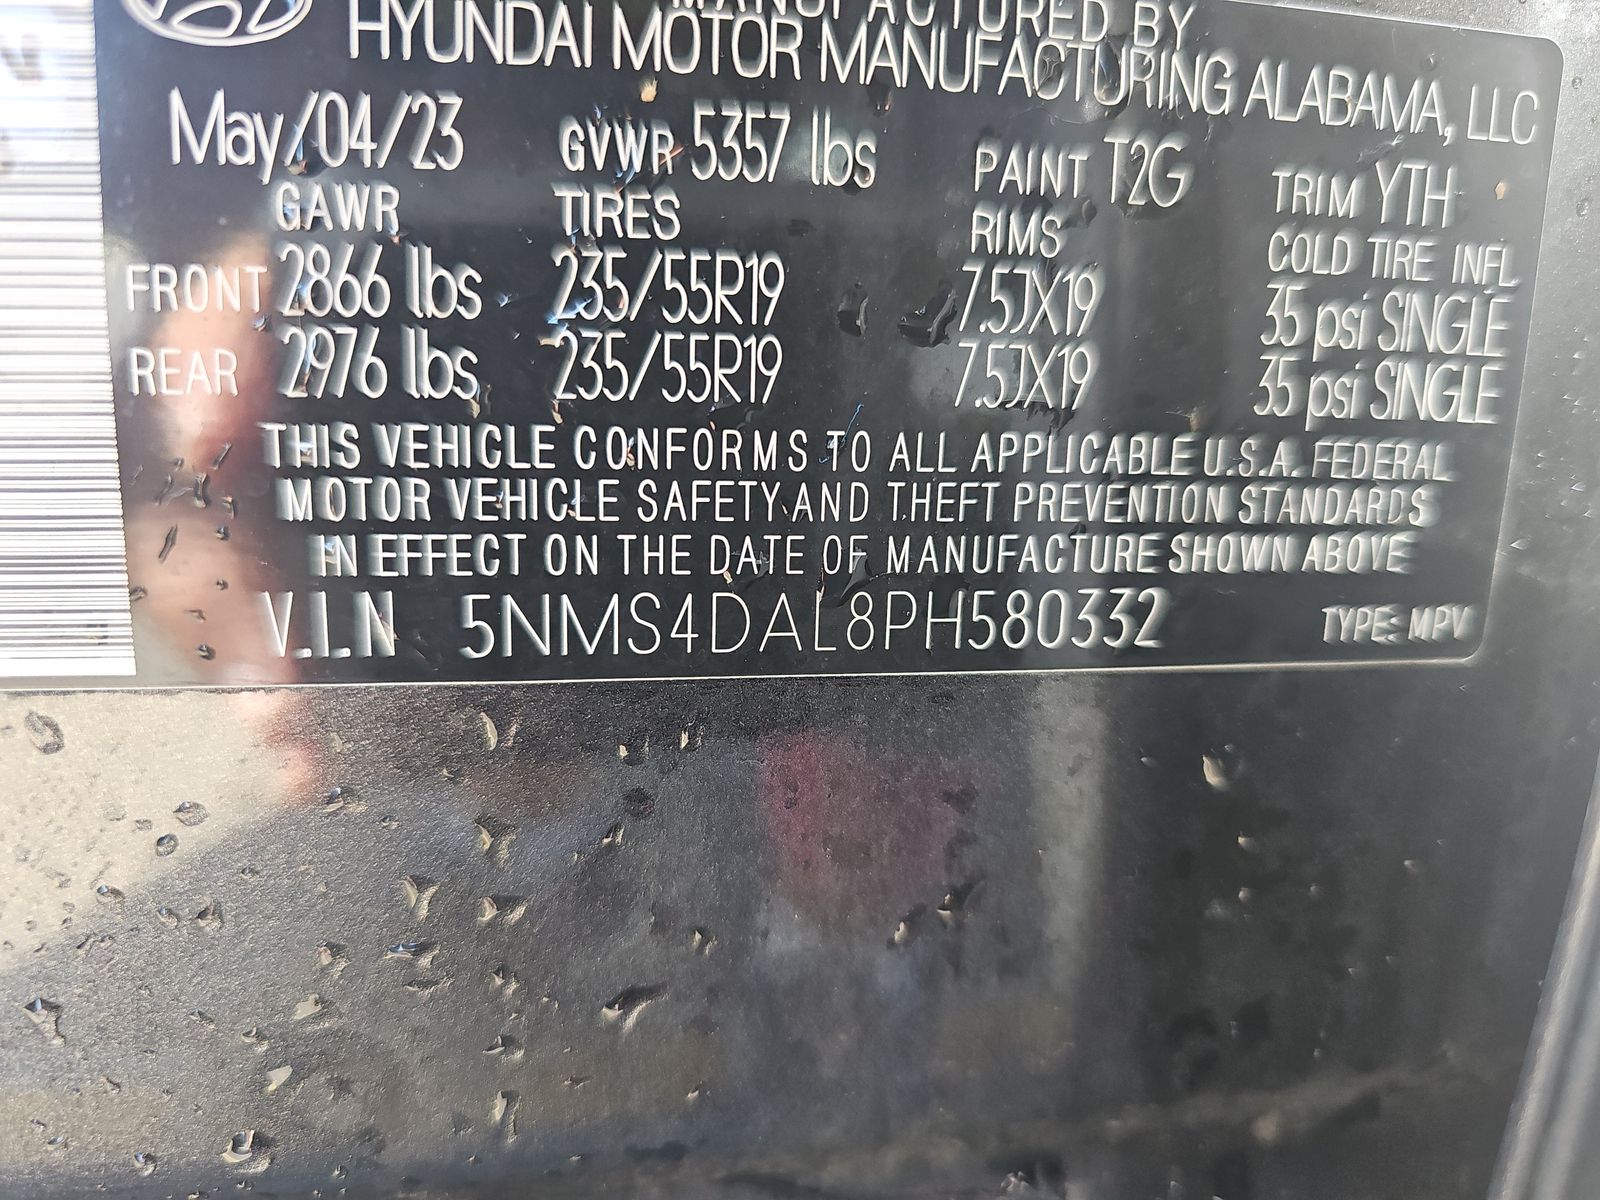 MANUFACTURED BY
HYUNDAI MOTOR MANUFACTURING ALABAMA, LLC
May/04/23 GVWR 5357 lbs PAINT T2G TRIM YTH
GAWR TIRES RIMS COLD TIRE INFL
FRONT 2866 lbs 235/55R19 7.5JX19 35 psi SINGLE
REAR 2976 lbs 235/55R19 7.5JX19 35 psi SINGLE
THIS VEHICLE CONFORMS TO ALL APPLICABLE U.S.A. FEDERAL
MOTOR VEHICLE SAFETY AND THEFT PREVENTION STANDARDS
IN EFFECT ON THE DATE OF MANUFACTURE SHOWN ABOVE
V.I.N 5NMS4DAL8PH580332 TYPE: MPV